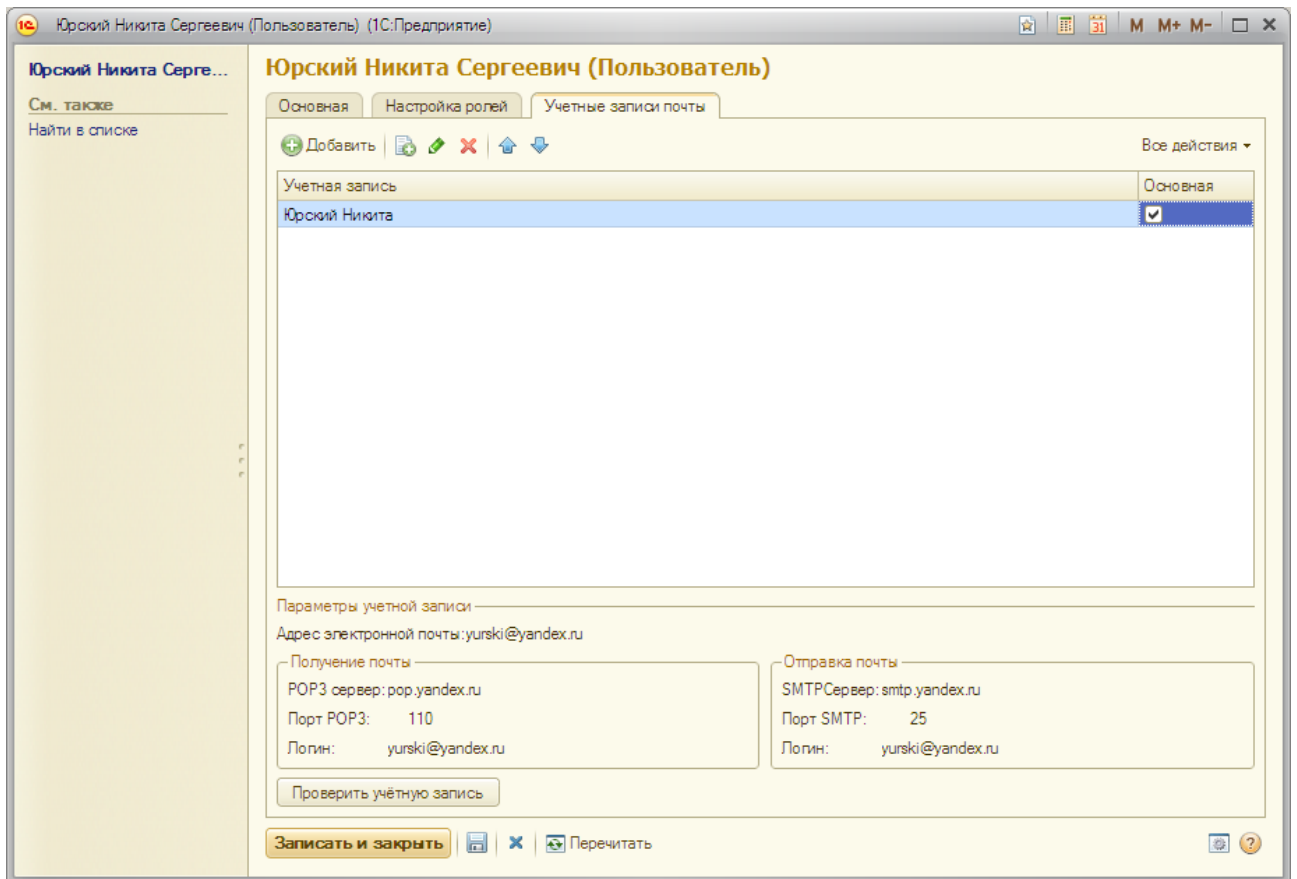 Юрский Никита Сергеевич (Пользователь) (1С:Предприятие)
31 M M+ M-
Юрский Никита Серге...
См. также
Найти в списке
Юрский Никита Сергеевич (Пользователь)
Основная Настройка ролей Учетные записи почты
Добавить Все действия
Учетная запись Основная
Юрский Никита
Параметры учетной записи
Адрес электронной почты:yurski@yandex.ru
Получение почты Отправка почты
POP3 сервер: pop.yandex.ru SMTPСервер: smtp.yandex.ru
Порт POP3: 110 Порт SMTP: 25
Логин: yurski@yandex.ru Логин: yurski@yandex.ru
Проверить учётную запись
Записать и закрыть Перечитать ?